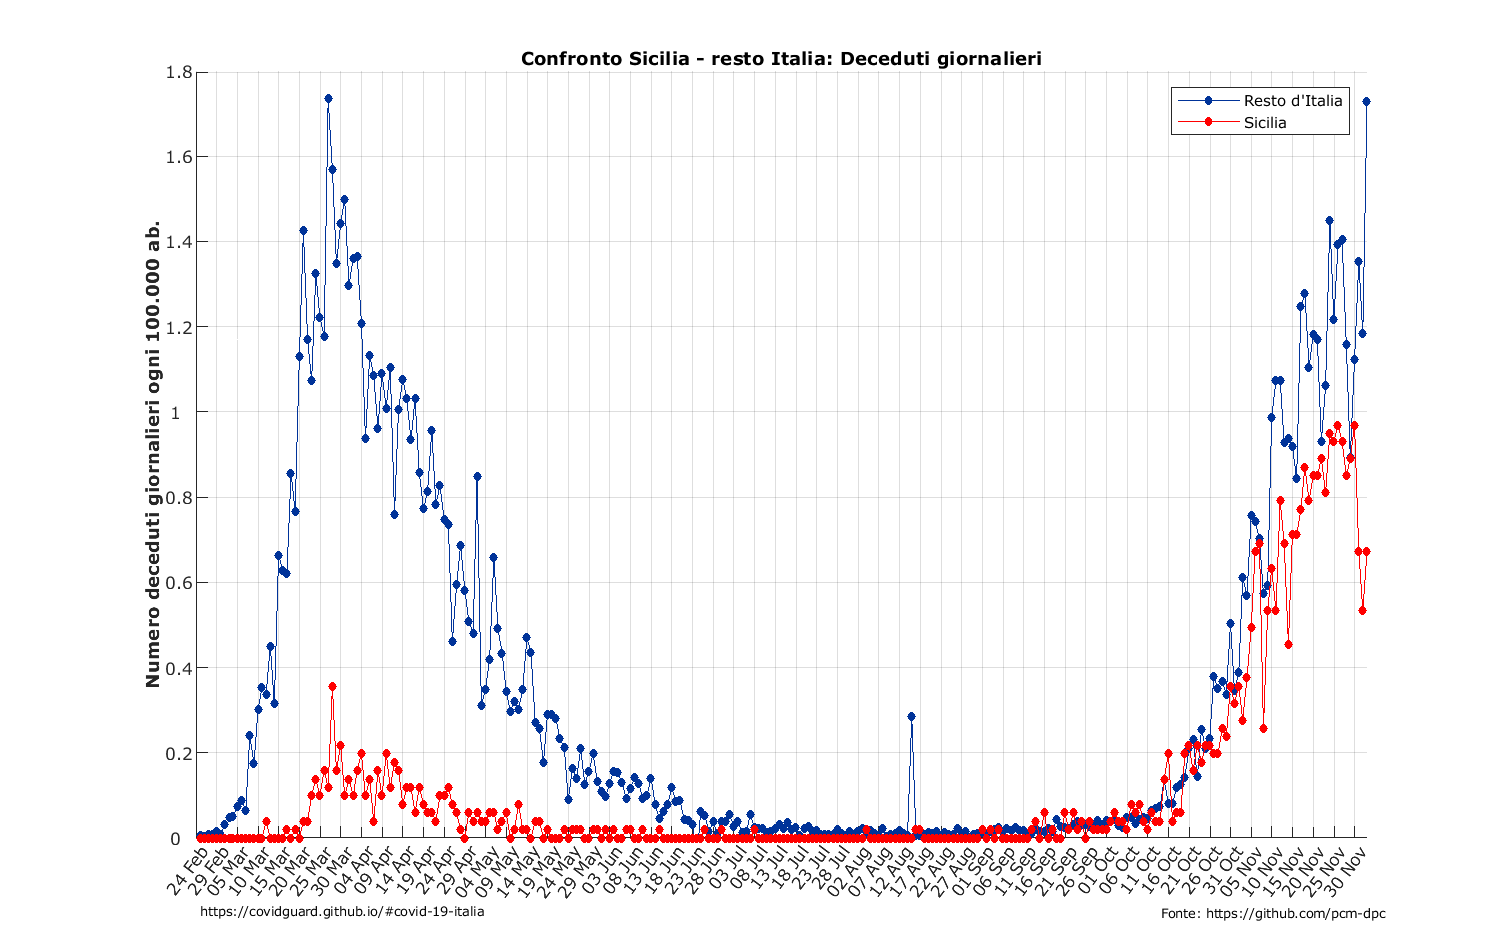 Confronto Sicilia - resto Italia: Deceduti giornalieri
Numero deceduti giornalieri ogni 100.000 ab.
1.8
1.6
1.4
1.2
1
0.8
0.6
0.4
0.2
0
Resto d'Italia
Sicilia
24 Feb
29 Feb
05 Mar
10 Mar
15 Mar
20 Mar
25 Mar
30 Mar
04 Apr
09 Apr
14 Apr
19 Apr
24 Apr
29 Apr
04 May
09 May
14 May
19 May
24 May
29 May
03 Jun
08 Jun
13 Jun
18 Jun
23 Jun
28 Jun
03 Jul
08 Jul
13 Jul
18 Jul
23 Jul
28 Jul
02 Aug
07 Aug
12 Aug
17 Aug
22 Aug
27 Aug
01 Sep
06 Sep
11 Sep
16 Sep
21 Sep
26 Sep
01 Oct
06 Oct
11 Oct
16 Oct
21 Oct
26 Oct
31 Oct
05 Nov
10 Nov
15 Nov
20 Nov
25 Nov
30 Nov
https://covidguard.github.io/#covid-19-italia
Fonte: https://github.com/pcm-dpc